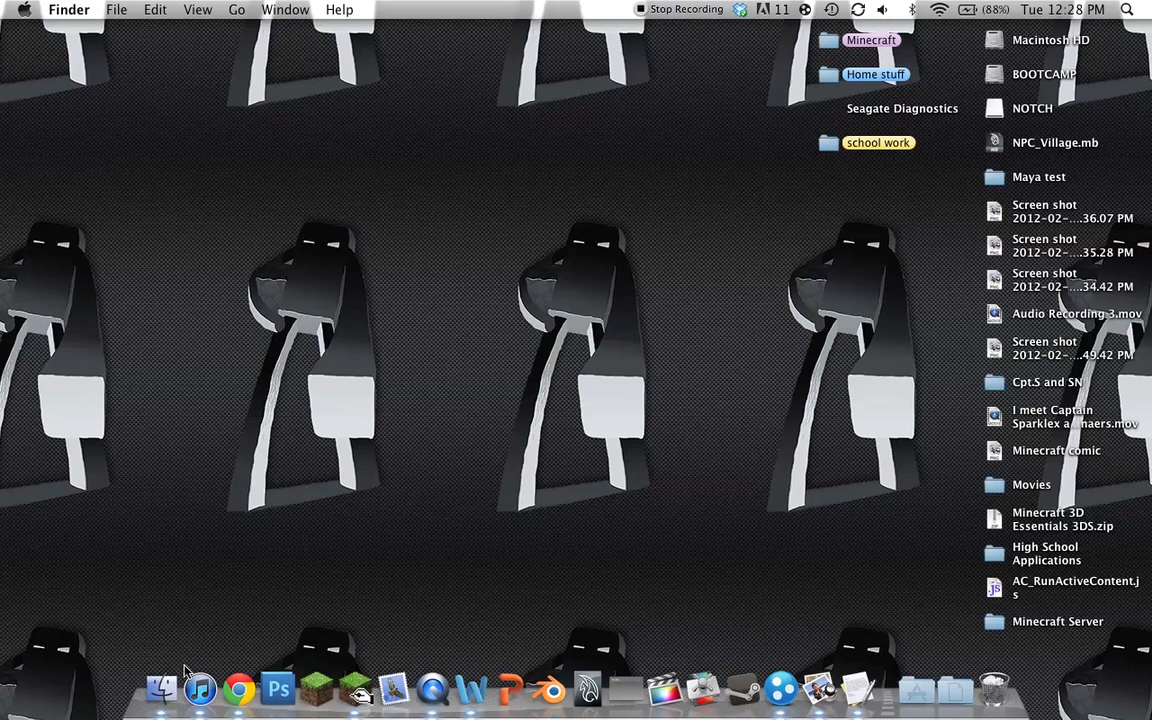 Finder File Edit View Go Window Help Stop Recording 11 (88%) Tue 12:28 PM
Minecraft
Home stuff
Seagate Diagnostics
school work
Macintosh HD
BOOTCAMP
NOTCH
NPC_Village.mb
Maya test
Screen shot
2012-02-....36.07 PM
Screen shot
2012-02-....35.28 PM
Screen shot
2012-02-....34.42 PM
Audio Recording 3.mov
Screen shot
2012-02-....49.42 PM
Cpt.S and SN
I meet Captain
Sparklex a...naers.mov
Minecraft comic
Movies
Minecraft 3D
Essentials 3DS.zip
High School
Applications
AC_RunActiveContent.j
s
Minecraft Server
Ps